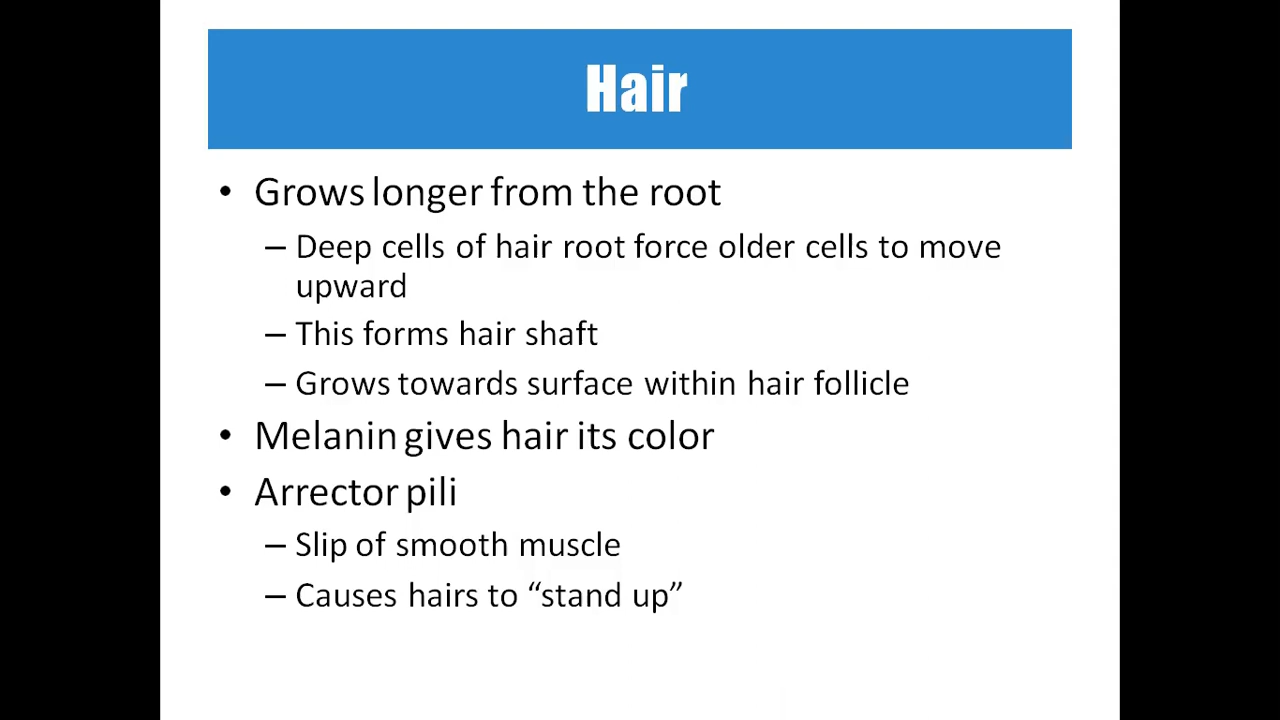 Hair
• Grows longer from the root
– Deep cells of hair root force older cells to move
upward
– This forms hair shaft
– Grows towards surface within hair follicle
• Melanin gives hair its color
• Arrector pili
– Slip of smooth muscle
– Causes hairs to “stand up”